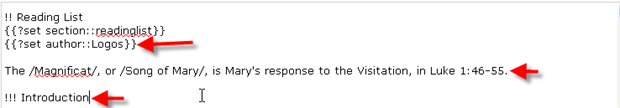 !! Reading List
{{?set section::readinglist}}
{{?set author::Logos}}
The /Magnificat/, or /Song of Mary/, is Mary's response to the Visitation, in Luke 1:46-55.
!!! Introduction